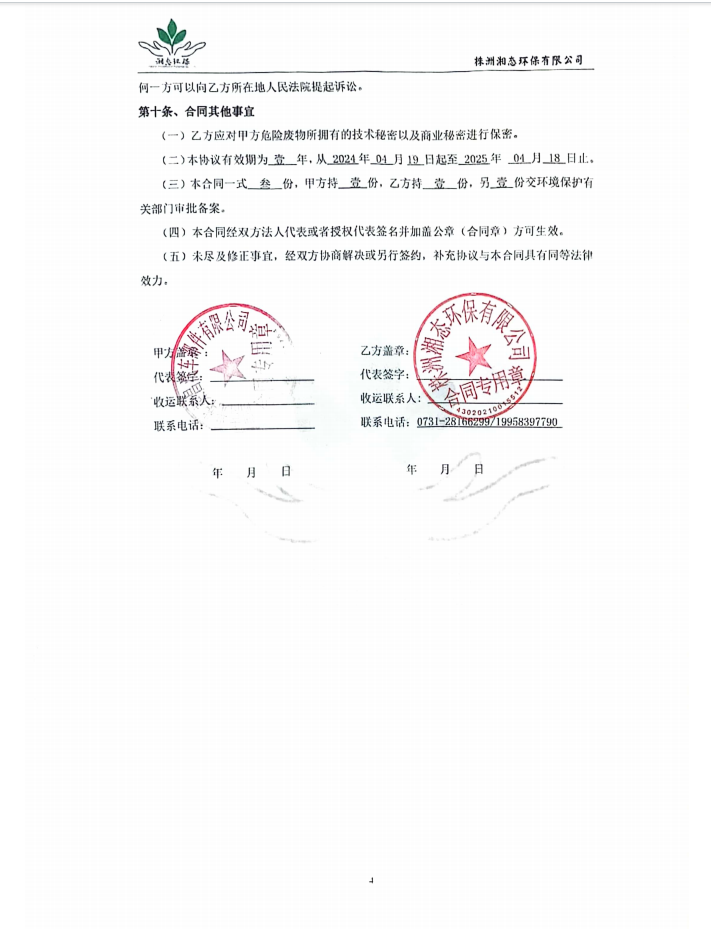 湘态环保
株洲湘态环保有限公司
何一方可以向乙方所在地人民法院提起诉讼。
第十条、合同其他事宜
（一）乙方应对甲方危险废物所拥有的技术秘密以及商业秘密进行保密。
（二）本协议有效期为 壹 年，从 2024 年 04 月 19 日起至 2025 年 04 月 18 日止。
（三）本合同一式 叁 份，甲方持 壹 份，乙方持 壹 份，另 壹 份交环境保护有
关部门审批备案。
（四）本合同经双方法人代表或者授权代表签名并加盖公章（合同章）方可生效。
（五）未尽及修正事宜，经双方协商解决或另行签约，补充协议与本合同具有同等法律
效力。
甲方盖章：
代表签字：
收运联系人：
联系电话：
年 月 日
车部件有限公司
乙方盖章：
代表签字：
收运联系人：
联系电话：0731-28166299/19958397790
年 月 日
株洲湘态环保有限公司
合同专用章